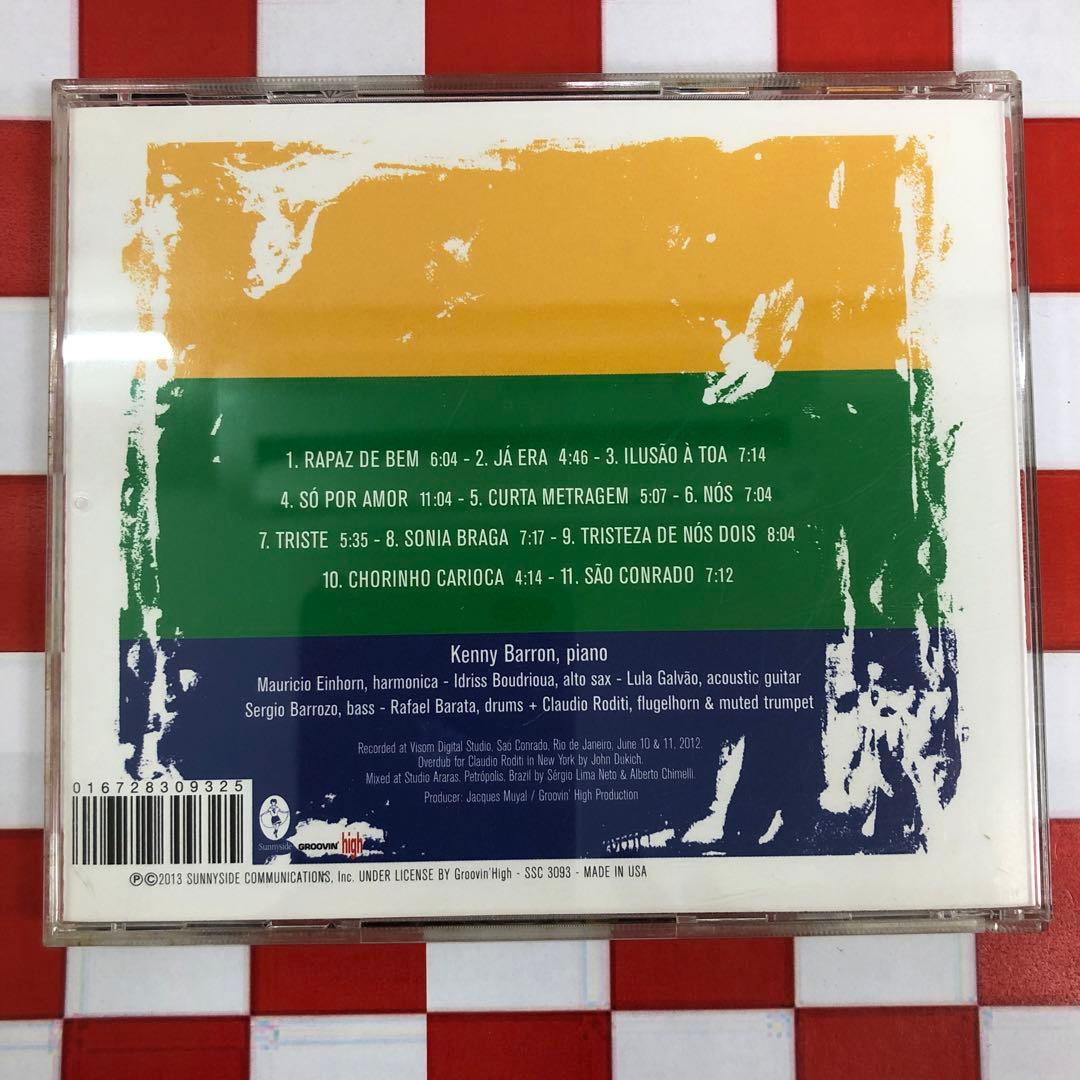 1. RAPAZ DE BEM 6:04 - 2. JÁ ERA 4:46 - 3. ILUSÃO À TOA 7:14
4. SÓ POR AMOR 11:04 - 5. CURTA METRAGEM 5:07 - 6. NÓS 7:04
7. TRISTE 5:35 - 8. SONIA BRAGA 7:17 - 9. TRISTEZA DE NÓS DOIS 8:04
10. CHORINHO CARIOCA 4:14 - 11. SÃO CONRADO 7:12
Kenny Barron, piano
Mauricio Einhorn, harmonica - Idriss Boudrioua, alto sax - Lula Galvão, acoustic guitar
Sergio Barrozo, bass - Rafael Barata, drums + Claudio Roditi, flugelhorn & muted trumpet
Recorded at Visom Digital Studio, Sao Conrado, Rio de Janeiro, June 10 & 11, 2012.
Overdub for Claudio Roditi in New York by John Dukich.
Mixed at Studio Araras. Petrópolis. Brazil by Sérgio Lima Neto & Alberto Chimelli.
Producer: Jacques Muyal / Groovin' High Production
016728309325
Sunnyside GROOVIN' high
℗©2013 SUNNYSIDE COMMUNICATIONS, Inc. UNDER LICENSE BY Groovin'High - SSC 3093 - MADE IN USA